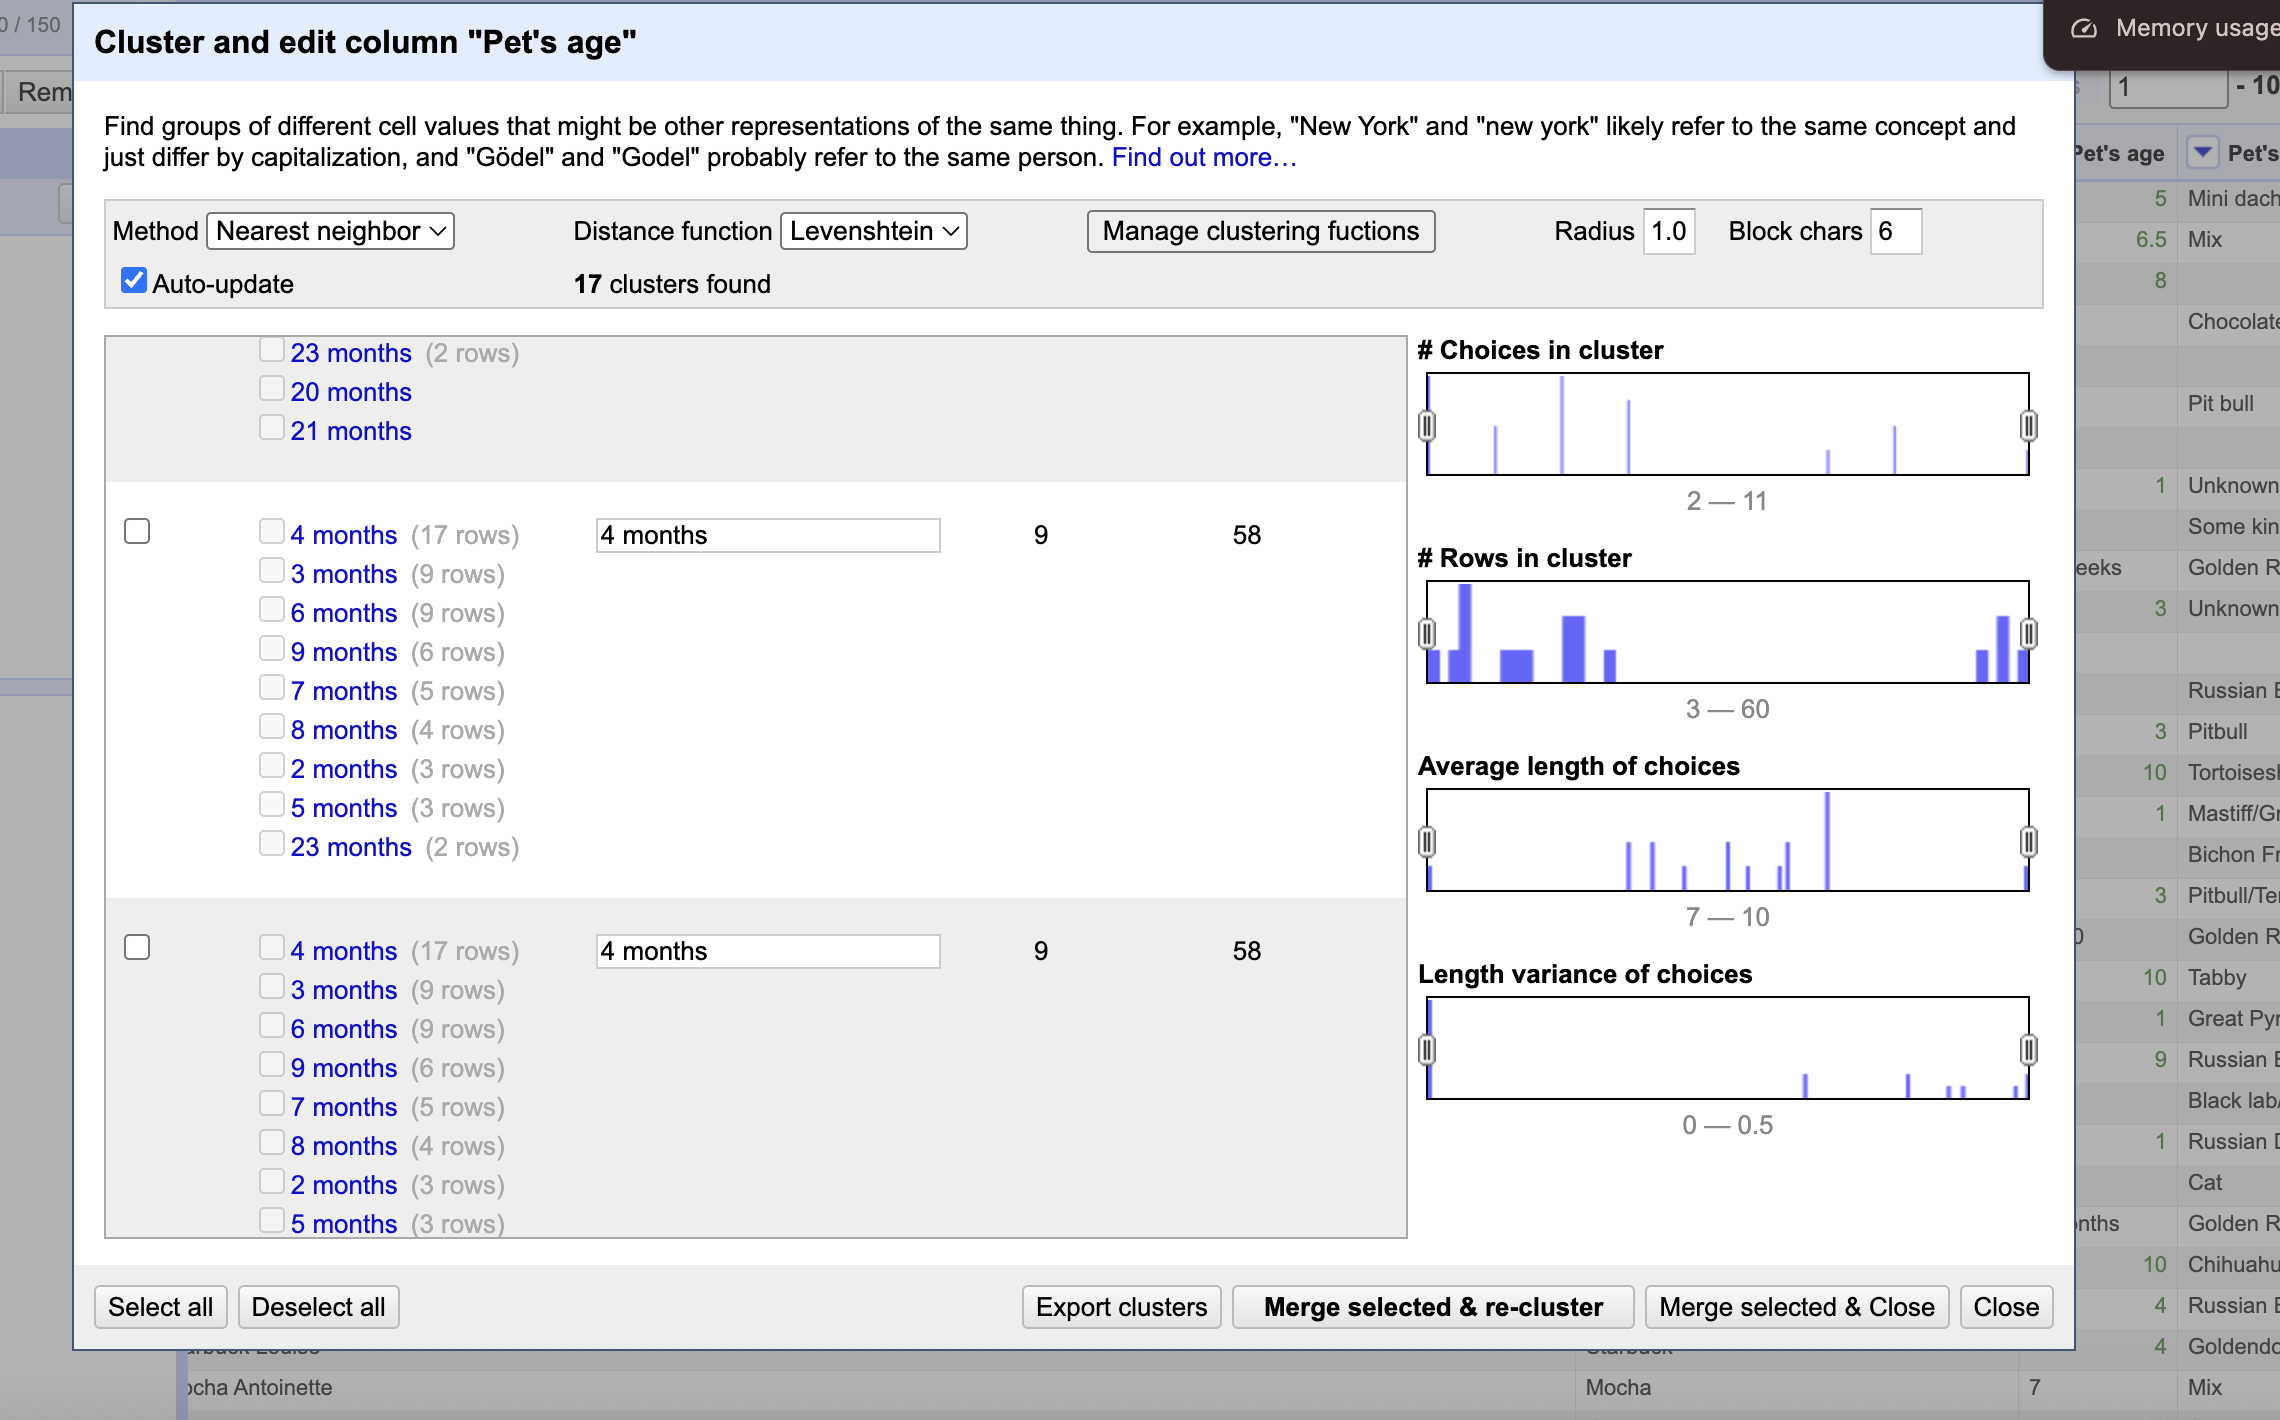 Cluster and edit column "Pet's age"
Memory usage
0 / 150
Rem
1
- 10
Find groups of different cell values that might be other representations of the same thing. For example, "New York" and "new york" likely refer to the same concept and
just differ by capitalization, and "Gödel" and "Godel" probably refer to the same person. Find out more…
Pet's age
Pet's
Method Nearest neighbor
Distance function Levenshtein
Manage clustering fuctions
Radius 1.0
Block chars 6
Auto-update
17 clusters found
23 months (2 rows)
20 months
21 months
4 months (17 rows) 4 months 9 58
3 months (9 rows)
6 months (9 rows)
9 months (6 rows)
7 months (5 rows)
8 months (4 rows)
2 months (3 rows)
5 months (3 rows)
23 months (2 rows)
4 months (17 rows) 4 months 9 58
3 months (9 rows)
6 months (9 rows)
9 months (6 rows)
7 months (5 rows)
8 months (4 rows)
2 months (3 rows)
5 months (3 rows)
# Choices in cluster
2 — 11
# Rows in cluster
3 — 60
Average length of choices
7 — 10
Length variance of choices
0 — 0.5
5 Mini dach
6.5 Mix
8
Chocolate
Pit bull
1 Unknown
Some kin
eeks Golden R
3 Unknown
Russian
3 Pitbull
10 Tortoises
1 Mastiff/Gr
Bichon Fr
3 Pitbull/Te
0 Golden R
10 Tabby
1 Great Pyr
9 Russian
Black lab/
1 Russian
Cat
onths Golden R
10 Chihuahu
4 Russian
4 Goldendo
Select all
Deselect all
Export clusters
Merge selected & re-cluster
Merge selected & Close
Close
ocha Antoinette
Mocha
7
Mix